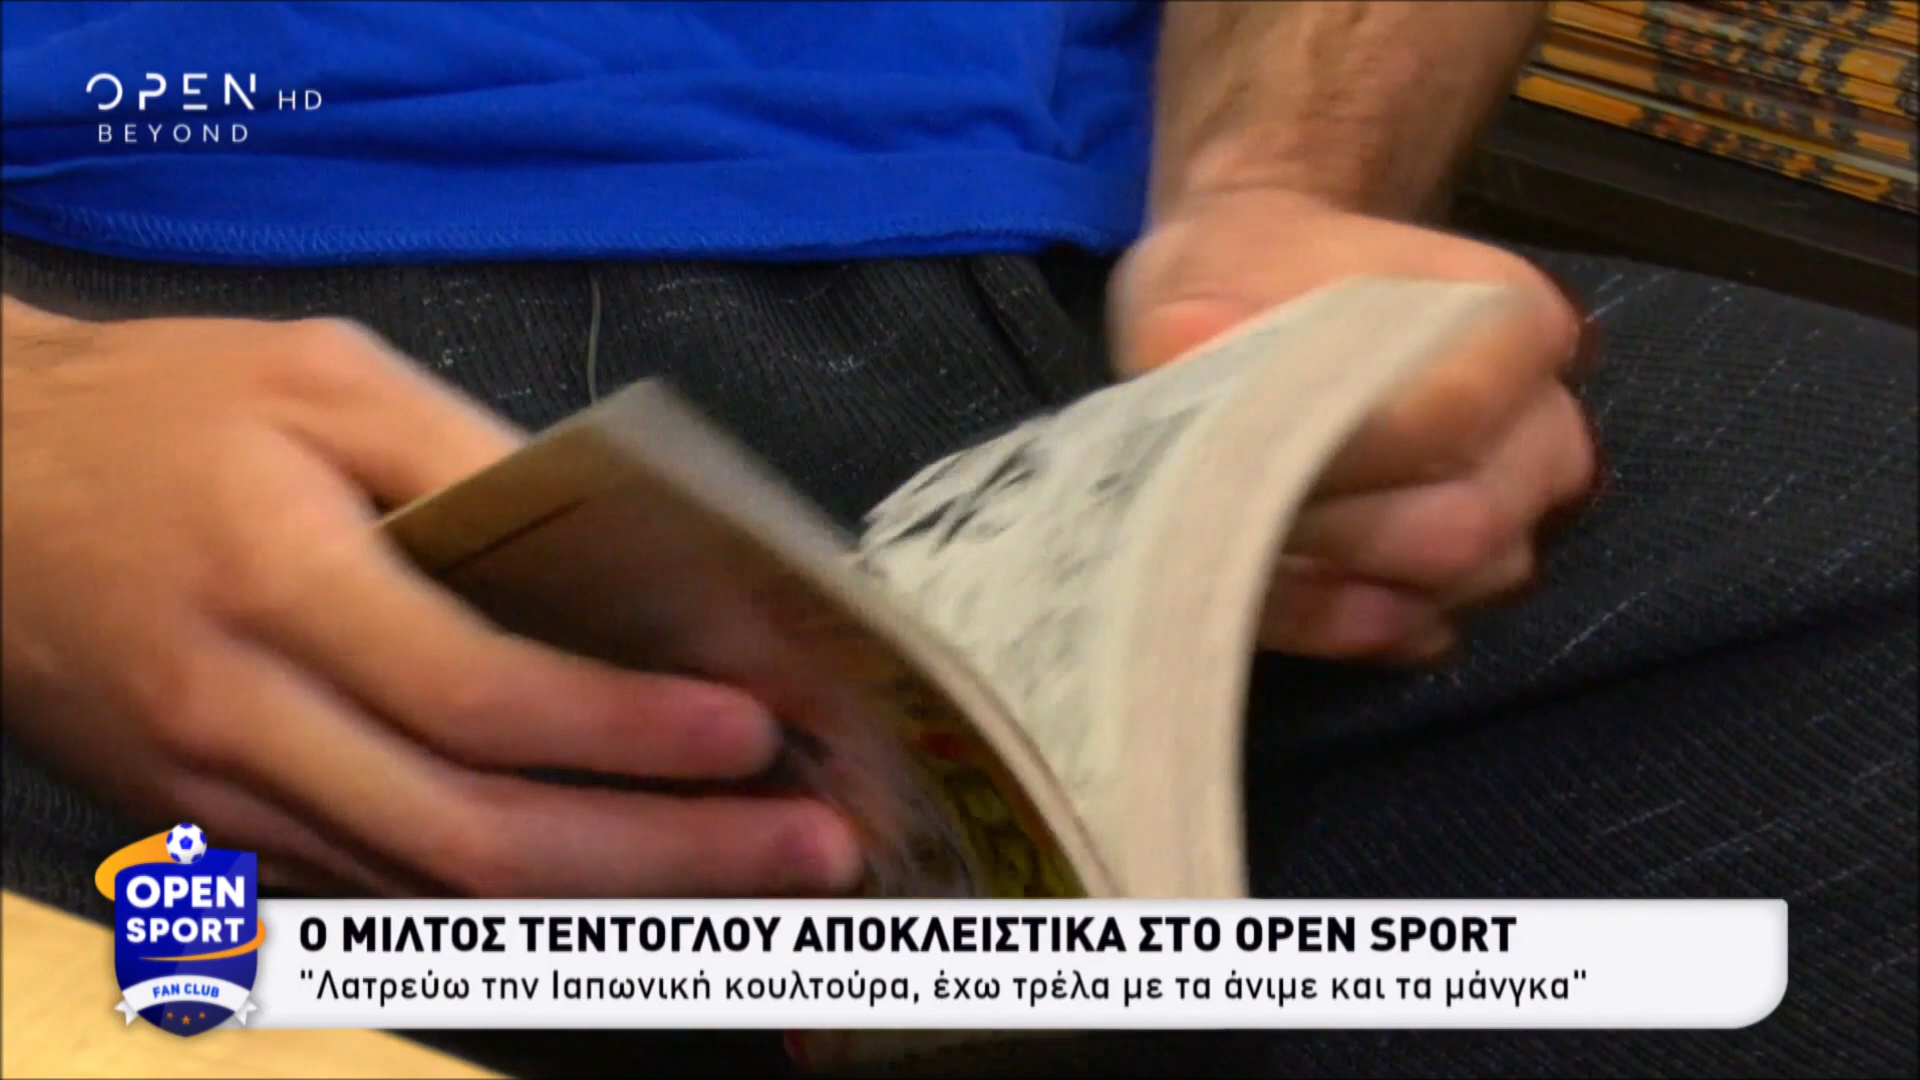 OPEN HD
BEYOND
OPEN
SPORT
FAN CLUB
Ο ΜΙΛΤΟΣ ΤΕΝΤΟΓΛΟΥ ΑΠΟΚΛΕΙΣΤΙΚΑ ΣΤΟ OPEN SPORT
"Λατρεύω την Ιαπωνική κουλτούρα, έχω τρέλα με τα άνιμε και τα μάνγκα"